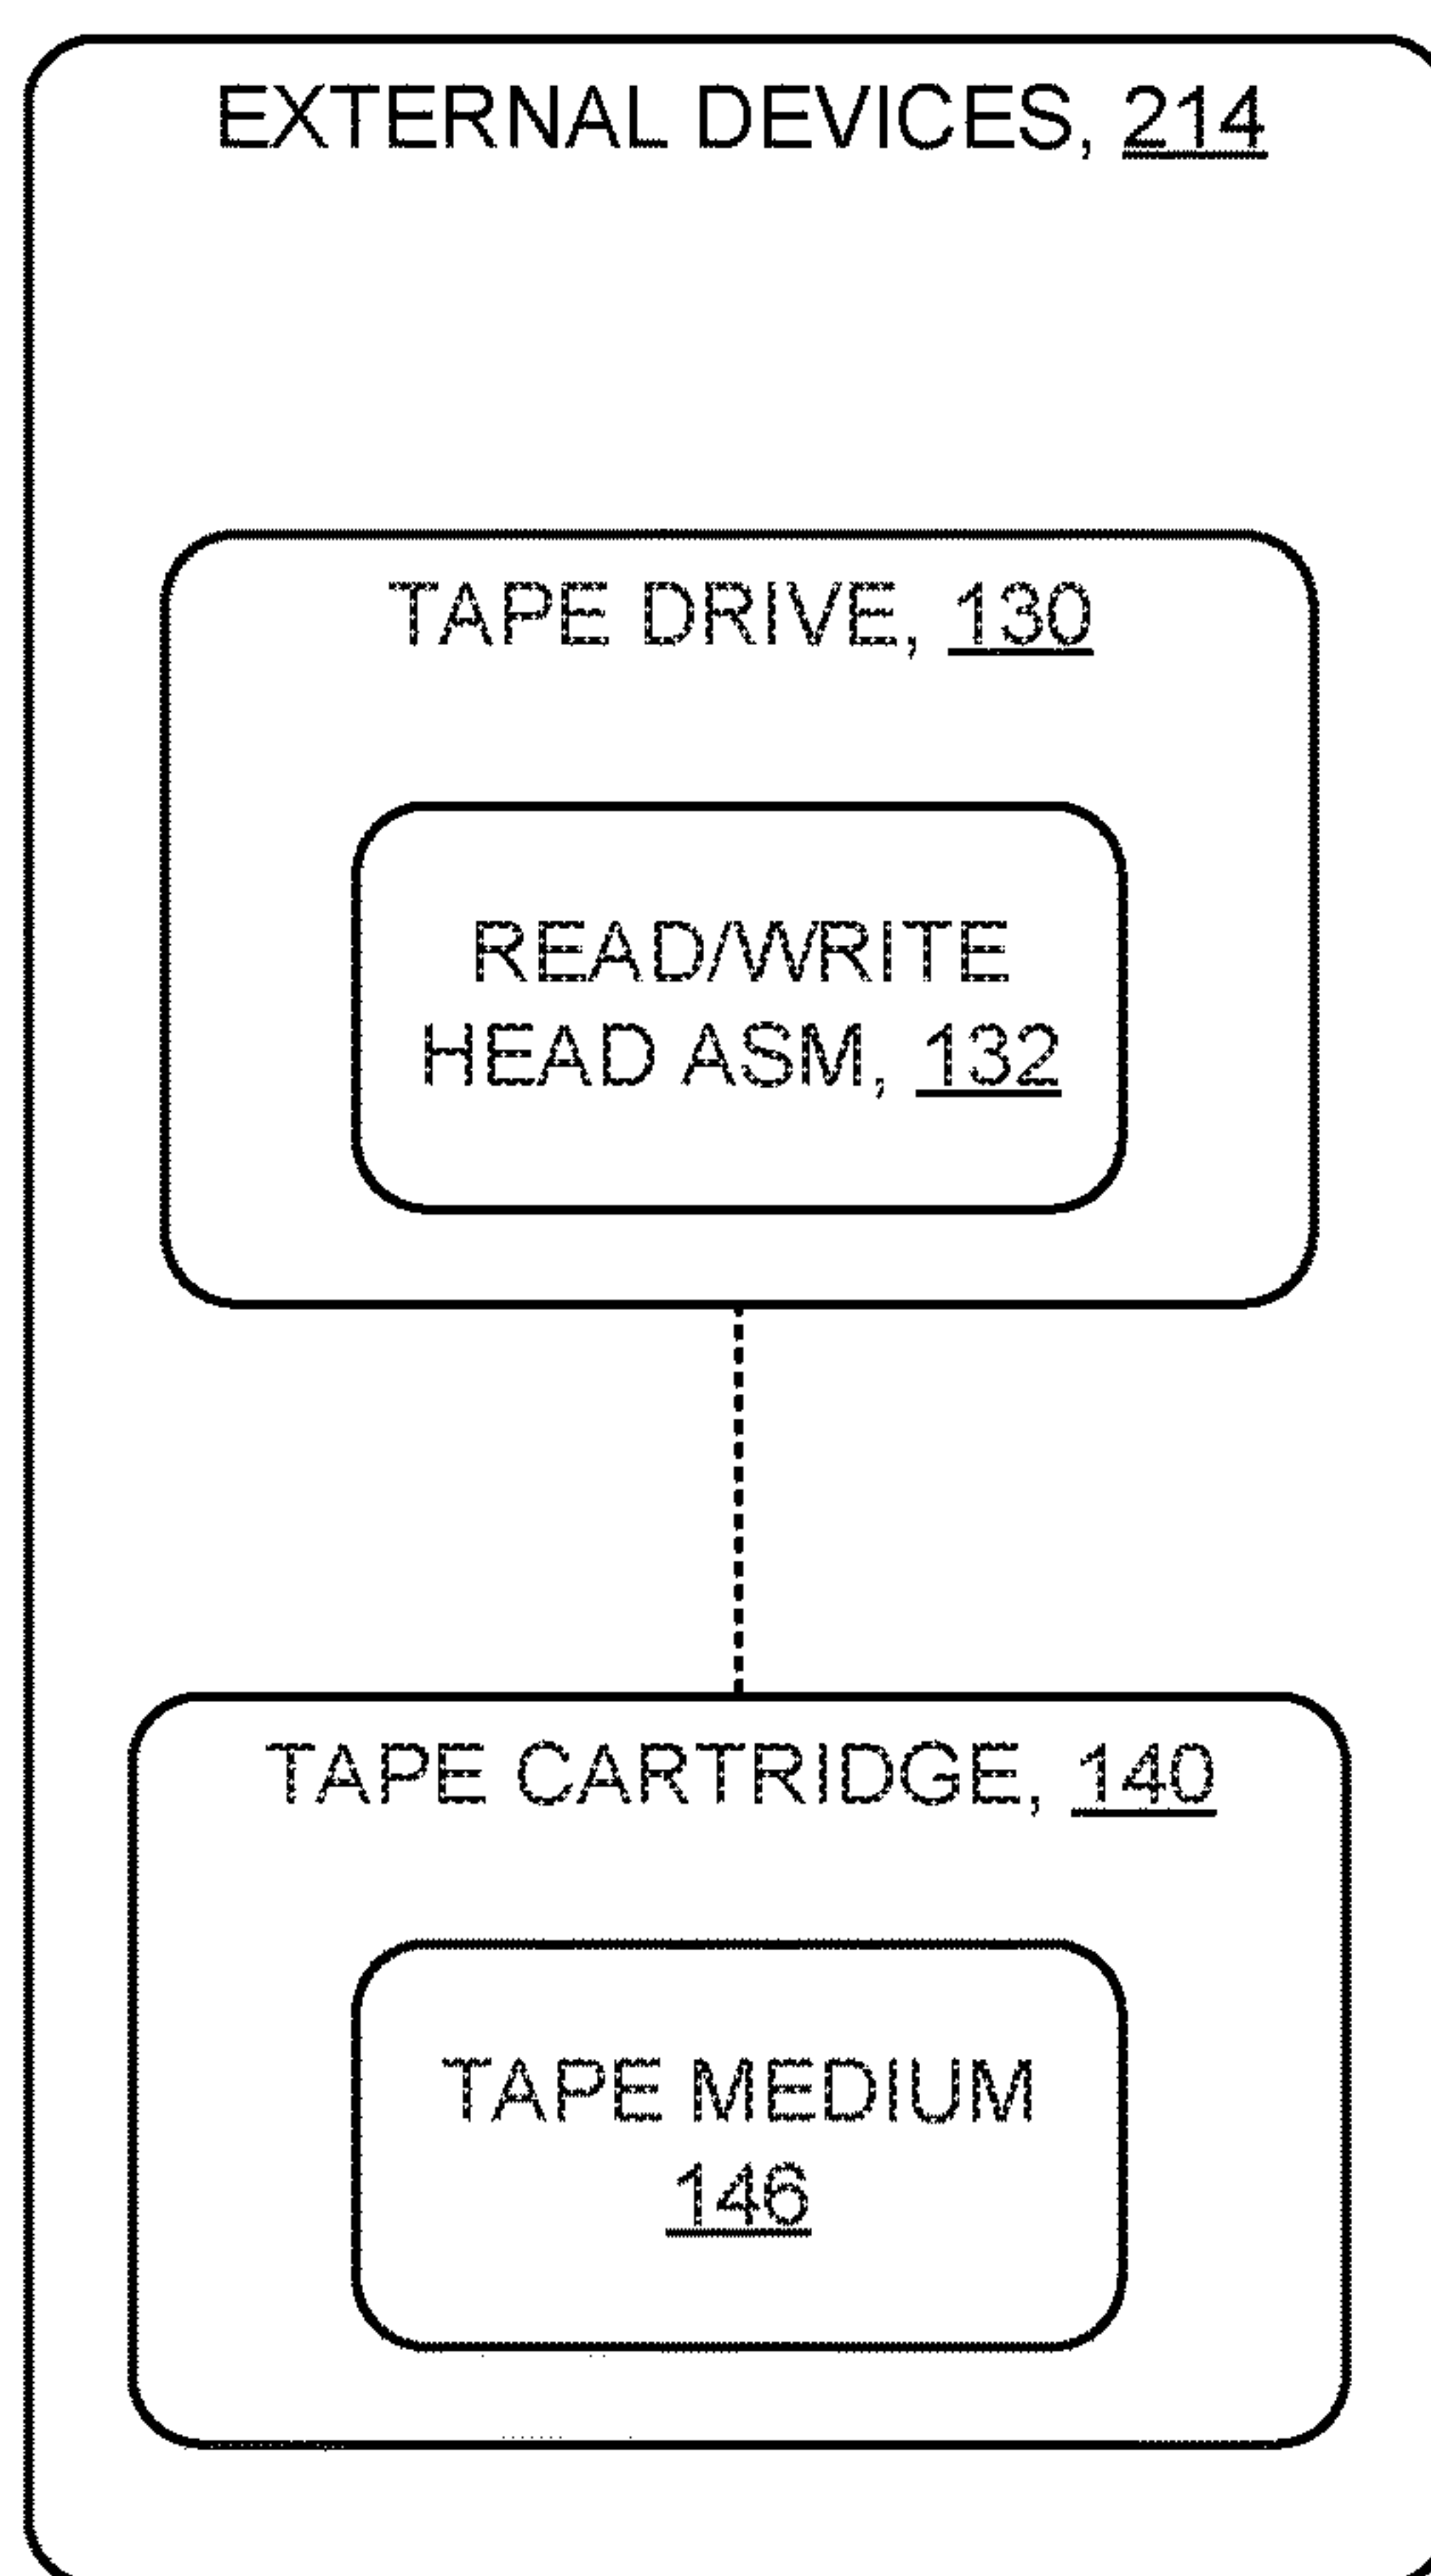 EXTERNAL DEVICES, 214
TAPE DRIVE, 130
READ/WRITE
HEAD ASM, 132
TAPE CARTRIDGE, 140
TAPE MEDIUM
146